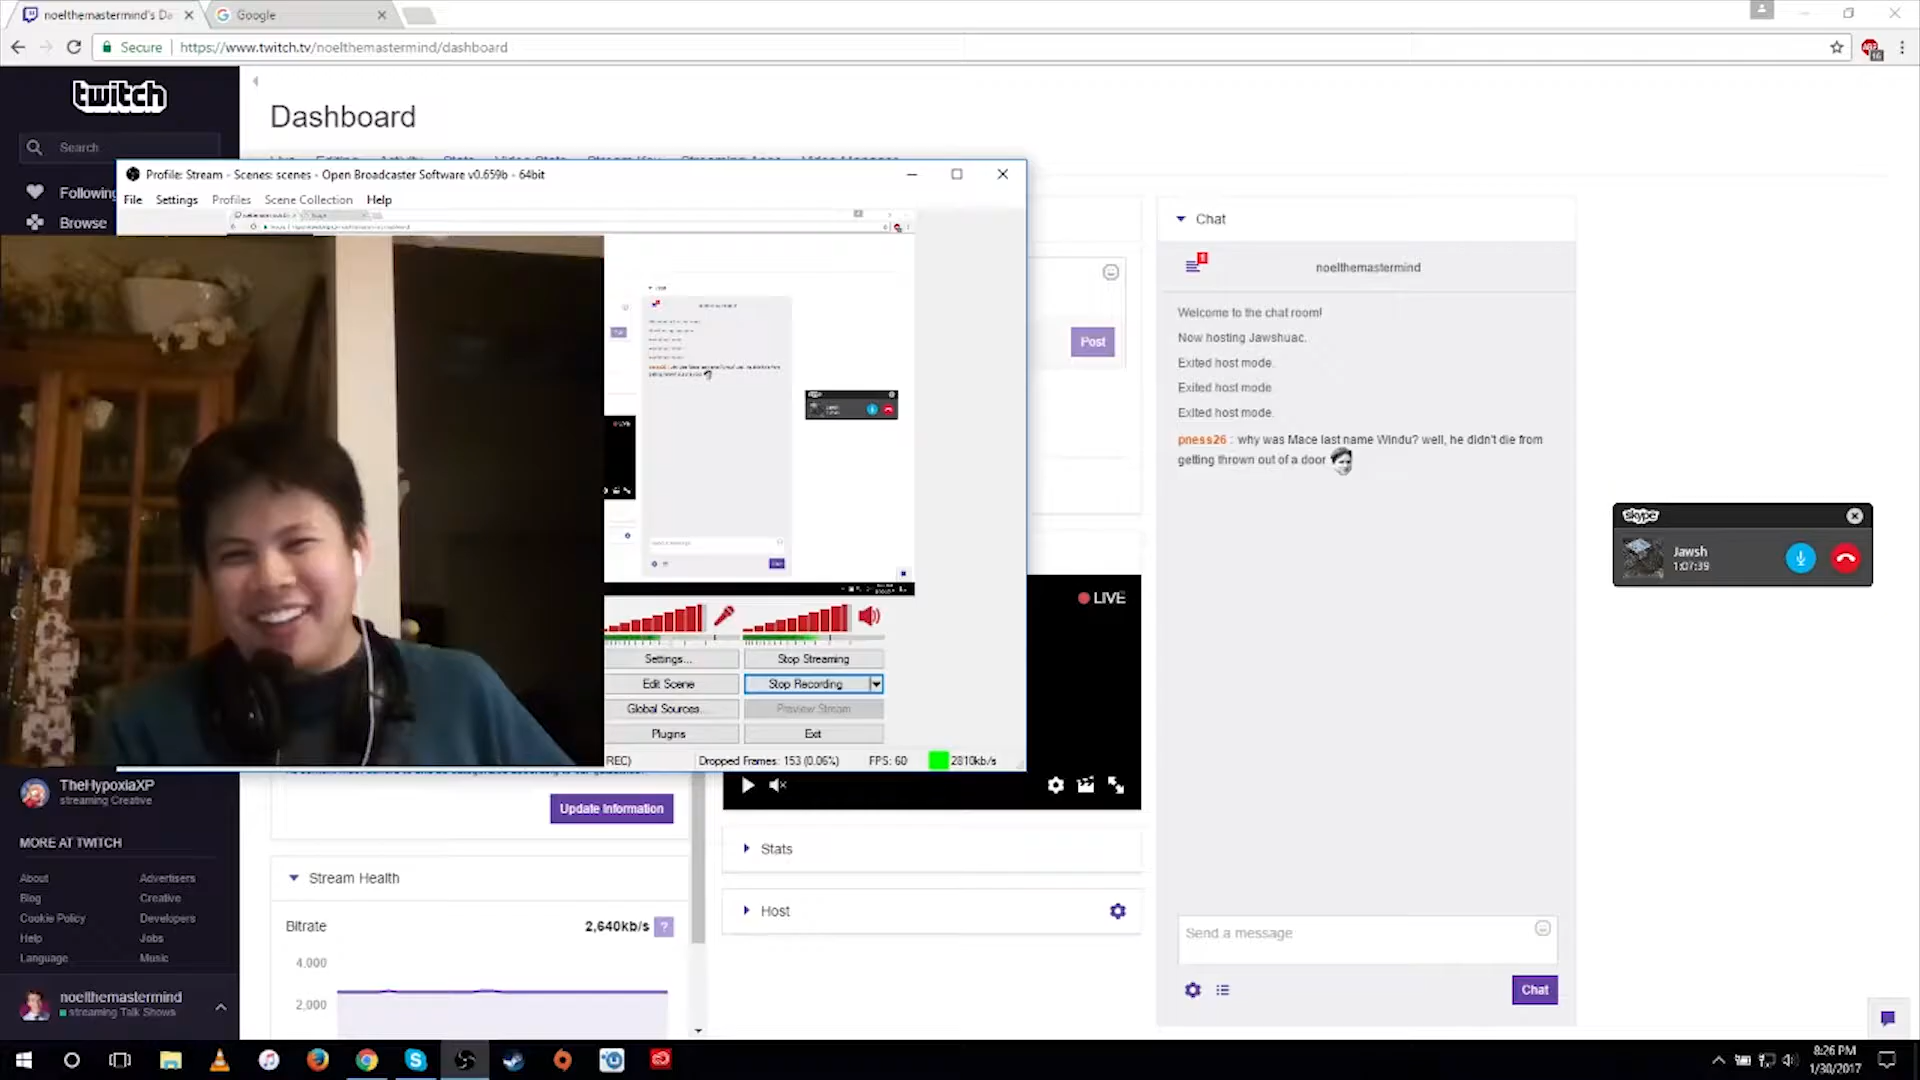 noelthemastermind's Da
Google
Secure
https://www.twitch.tv/noelthemastermind/dashboard
twitch
Search
Following
Browse
Dashboard
Profile: Stream - Scenes: scenes - Open Broadcaster Software v0.659b - 64bit
File Settings Profiles Scene Collection Help
Settings...
Stop Streaming
Edit Scene
Stop Recording
Global Sources...
Preview Stream
Plugins
Exit
REC)
Dropped Frames: 153 (0.06%)
FPS: 60
2810kb/s
Post
LIVE
Chat
1
noelthemastermind
Welcome to the chat room!
Now hosting Jawshuac.
Exited host mode.
Exited host mode.
Exited host mode.
pness26 : why was Mace last name Windu? well, he didn't die from
getting thrown out of a door
skype
Jawsh
1:07:39
TheHypoxiaXP
streaming Creative
MORE AT TWITCH
About
Advertisers
Blog
Creative
Cookie Policy
Developers
Help
Jobs
Language
Music
noelthemastermind
streaming Talk Shows
Update Information
Stream Health
Bitrate
2,640kb/s ?
4,000
2,000
Stats
Host
Send a message
Chat
8:26 PM
1/30/2017